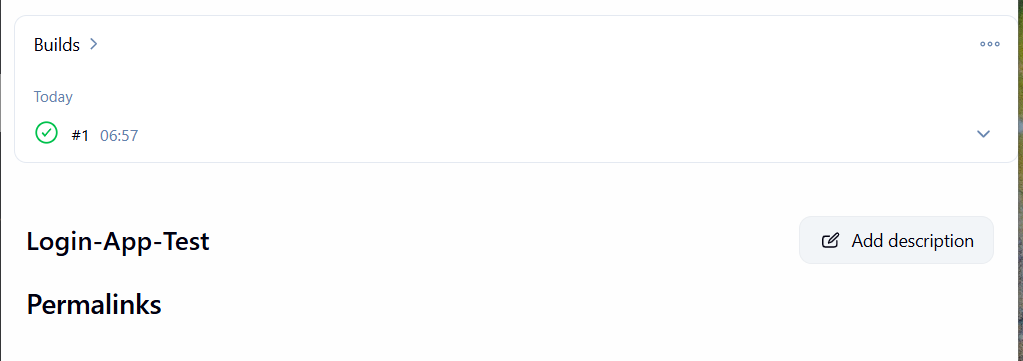 Builds
Today
#1 06:57
Login-App-Test
Add description
Permalinks